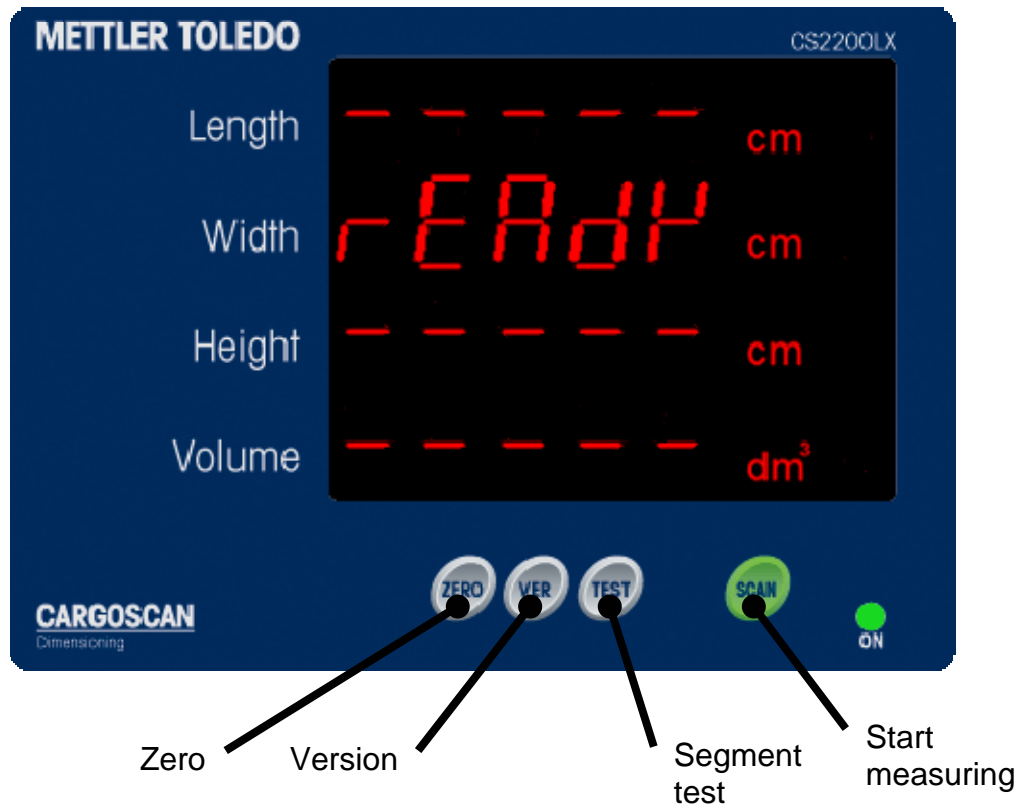 METTLER TOLEDO
CS2200LX
Length - - - - - cm
Width rEAdY cm
Height - - - - - cm
Volume - - - - - dm³
ZERO VER TEST SCAN
CARGOSCAN
Dimensioning
ON
Zero
Version
Segment
test
Start
measuring